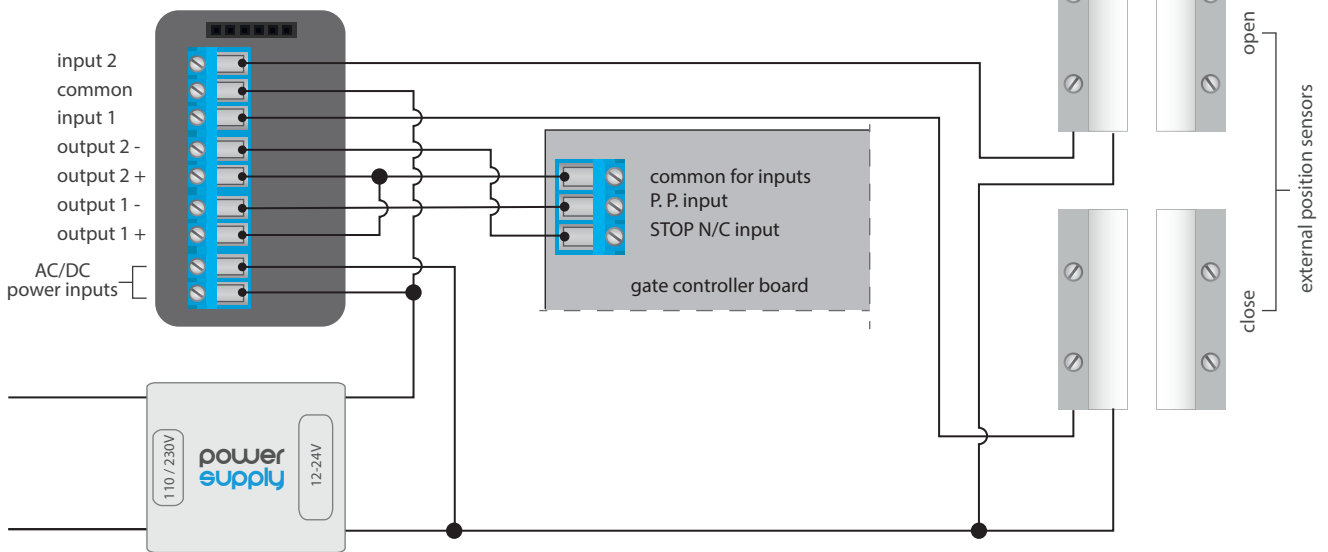 input 2
common
input 1
output 2 -
output 2 +
output 1 -
output 1 +
AC/DC
power inputs
common for inputs
P. P. input
STOP N/C input
gate controller board
open
close
external position sensors
110 / 230V
power
supply
12-24V